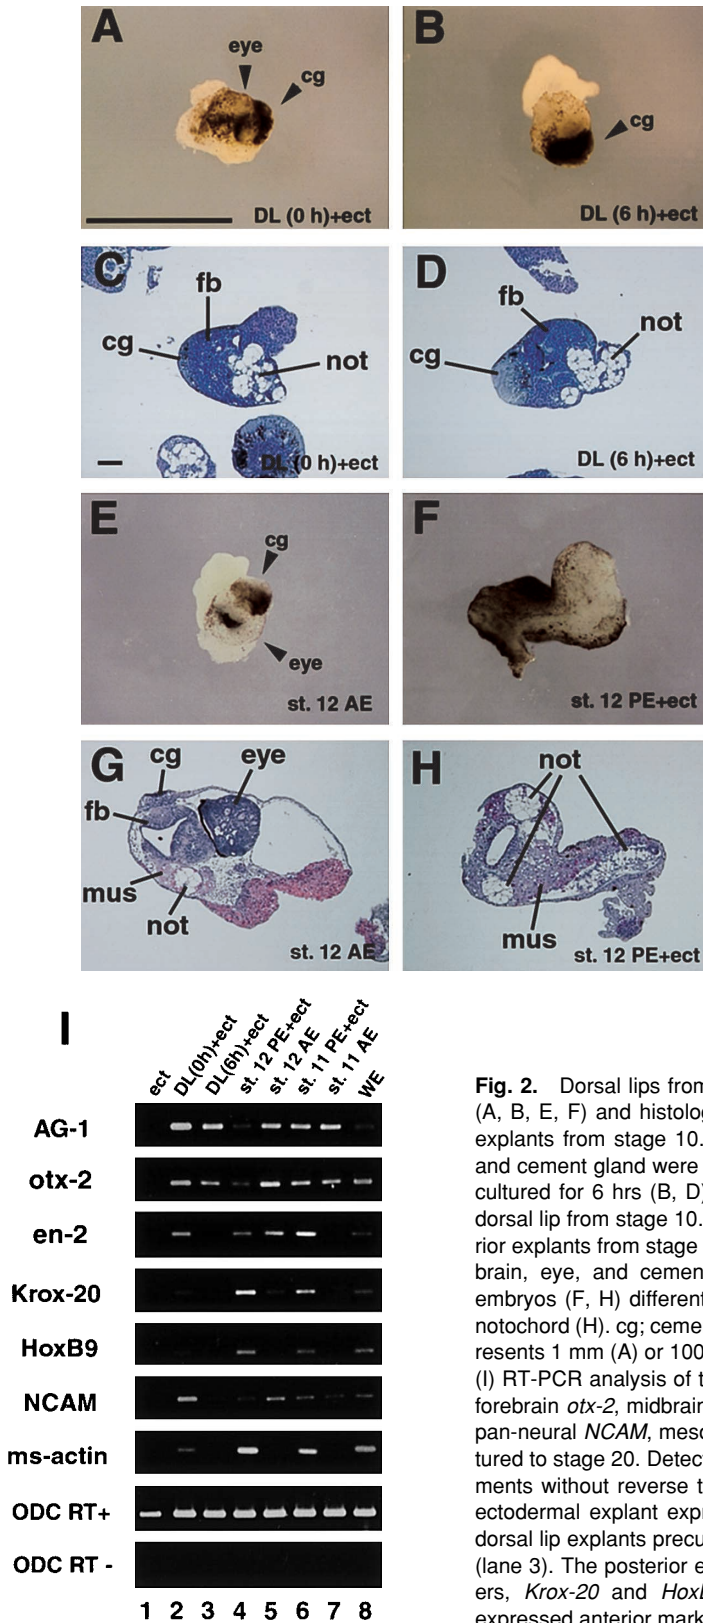 A
eye
cg
DL (0 h)+ect
B
cg
DL (6 h)+ect
C
fb
cg
not
DL (0 h)+ect
D
fb
not
cg
DL (6 h)+ect
E
cg
eye
st. 12 AE
F
st. 12 PE+ect
G
cg
eye
fb
mus
not
st. 12 AE
H
not
mus
st. 12 PE+ect
I
ect
DL(0h)+ect
DL(6h)+ect
st. 12 PE+ect
st. 12 AE
st. 11 PE+ect
st. 11 AE
WE
AG-1
otx-2
en-2
Krox-20
HoxB9
NCAM
ms-actin
ODC RT+
ODC RT -
1 2 3 4 5 6 7 8
Fig. 2. Dorsal lips from
(A, B, E, F) and histolog
explants from stage 10.
and cement gland were
cultured for 6 hrs (B, D)
dorsal lip from stage 10.
rior explants from stage
brain, eye, and cemen
embryos (F, H) different
notochord (H). cg; ceme
resents 1 mm (A) or 100
(I) RT-PCR analysis of t
forebrain otx-2, midbrain
pan-neural NCAM, meso
tured to stage 20. Detect
ments without reverse t
ectodermal explant expr
dorsal lip explants precu
(lane 3). The posterior e
ers, Krox-20 and HoxB
expressed anterior mark